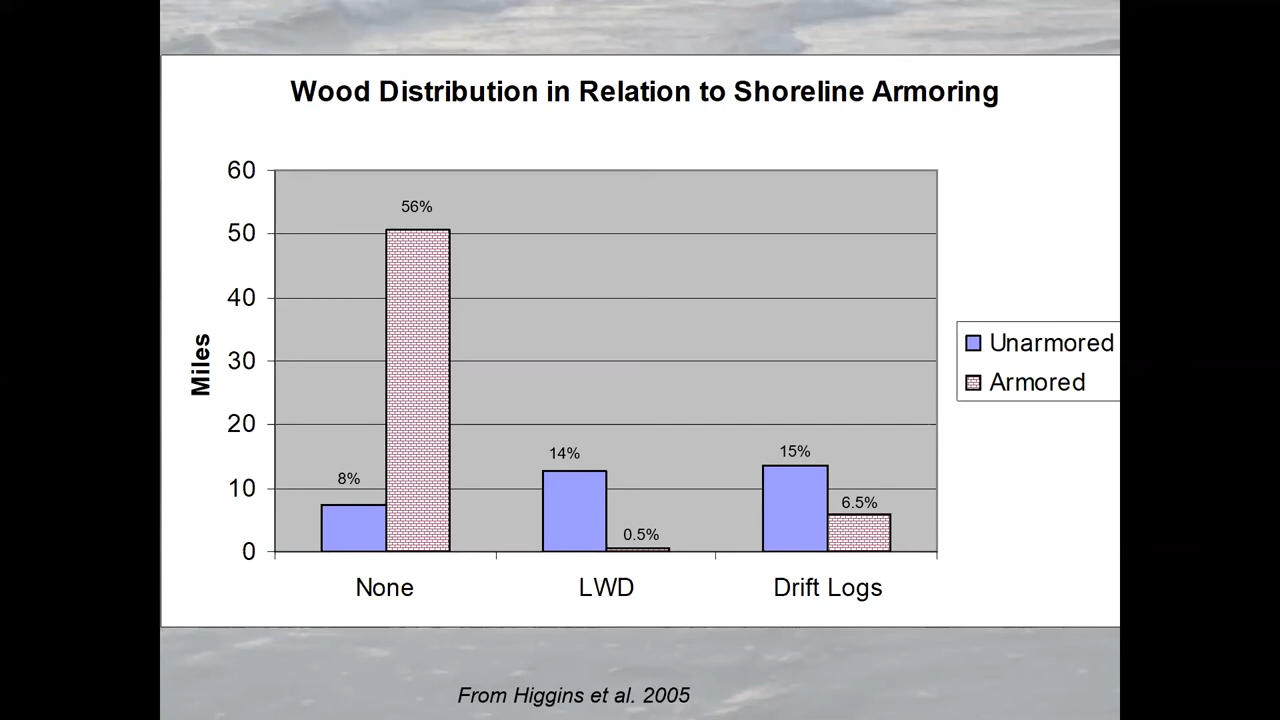 Wood Distribution in Relation to Shoreline Armoring
60
56%
50
40
Miles
30
Unarmored
Armored
20
15%
14%
8%
10
6.5%
0.5%
0
None
LWD
Drift Logs
From Higgins et al. 2005